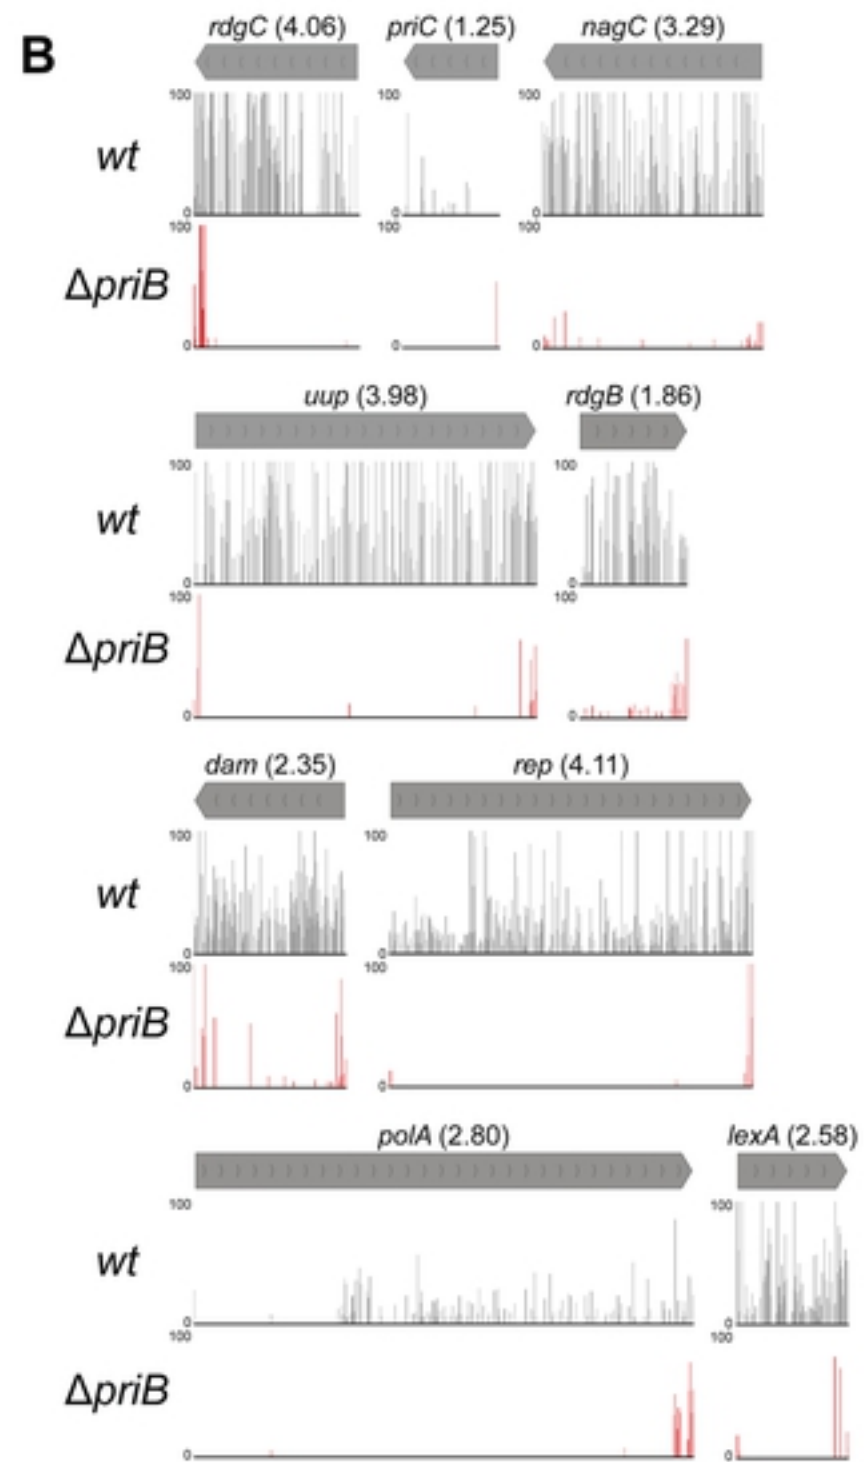 B
rdgC (4.06) priC (1.25) nagC (3.29)
100 100 100
wt
0 0 0
100 100 100
ΔpriB
0 0 0
uup (3.98) rdgB (1.86)
100 100
wt
0 0
100 100
ΔpriB
0 0
dam (2.35) rep (4.11)
100 100
wt
0 0
100 100
ΔpriB
0 0
polA (2.80) lexA (2.58)
100 100
wt
0 0
100 100
ΔpriB
0 0